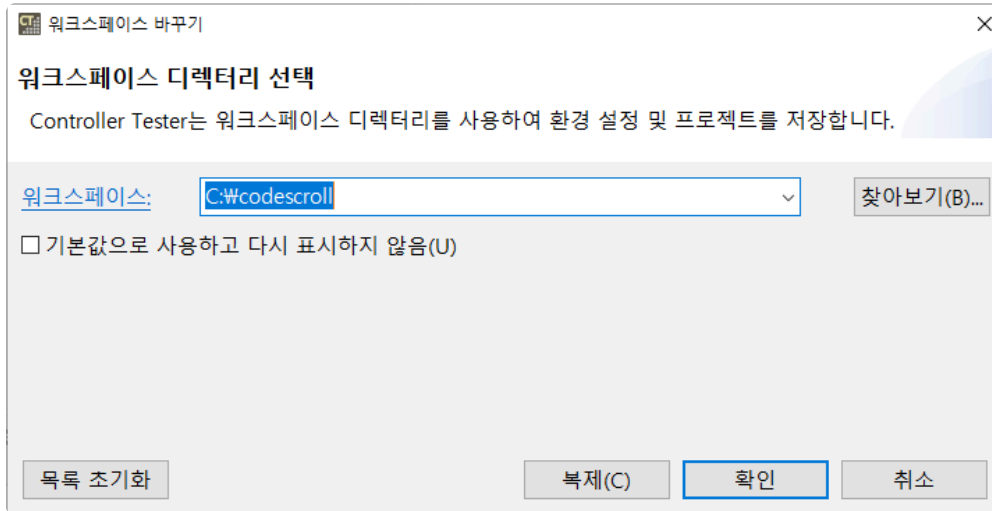 워크스페이스 바꾸기
워크스페이스 디렉터리 선택
Controller Tester는 워크스페이스 디렉터리를 사용하여 환경 설정 및 프로젝트를 저장합니다.
워크스페이스: C:₩codescroll 찾아보기(B)...
기본값으로 사용하고 다시 표시하지 않음(U)
목록 초기화 복제(C) 확인 취소